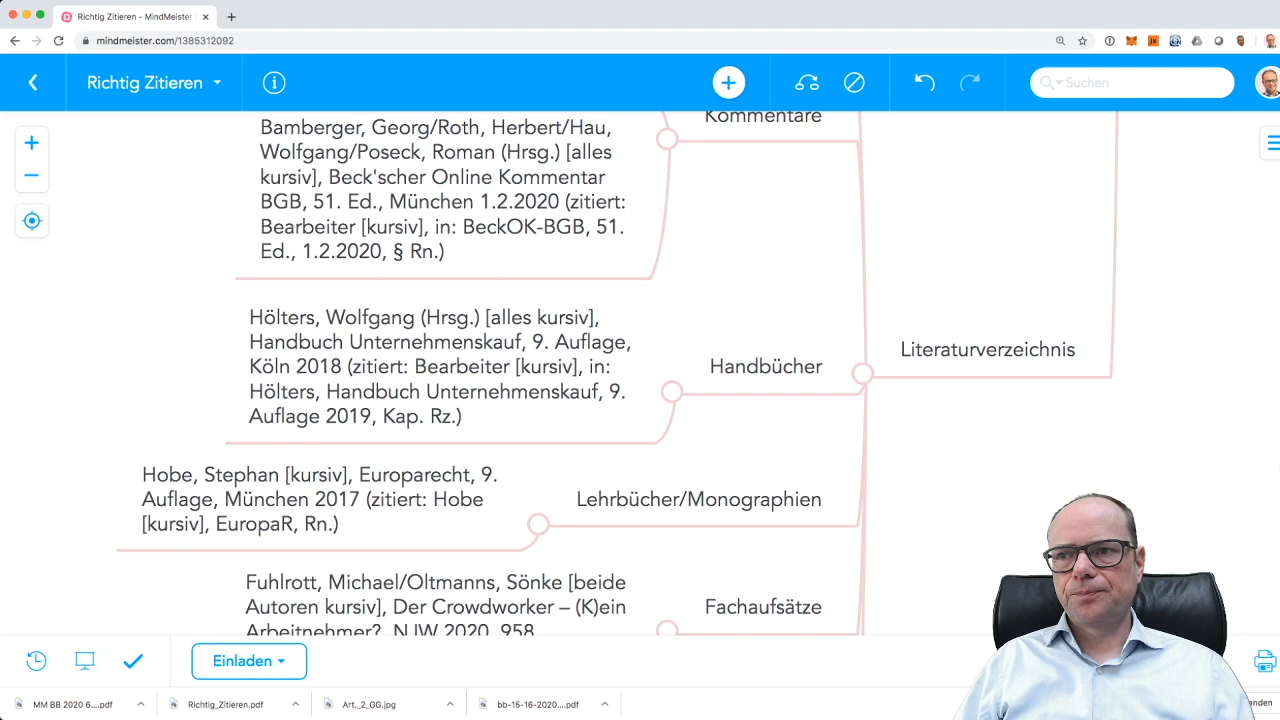 Richtig Zitieren - MindMeister
mindmeister.com/1385312092
Richtig Zitieren
Suchen
Kommentare
Bamberger, Georg/Roth, Herbert/Hau,
Wolfgang/Poseck, Roman (Hrsg.) [alles
kursiv], Beck'scher Online Kommentar
BGB, 51. Ed., München 1.2.2020 (zitiert:
Bearbeiter [kursiv], in: BeckOK-BGB, 51.
Ed., 1.2.2020, § Rn.)
Hölters, Wolfgang (Hrsg.) [alles kursiv],
Handbuch Unternehmenskauf, 9. Auflage,
Köln 2018 (zitiert: Bearbeiter [kursiv], in:
Hölters, Handbuch Unternehmenskauf, 9.
Auflage 2019, Kap. Rz.)
Handbücher
Literaturverzeichnis
Hobe, Stephan [kursiv], Europarecht, 9.
Auflage, München 2017 (zitiert: Hobe
[kursiv], EuropaR, Rn.)
Lehrbücher/Monographien
Fuhlrott, Michael/Oltmanns, Sönke [beide
Autoren kursiv], Der Crowdworker – (K)ein
Arbeitnehmer?, NJW 2020, 958
Fachaufsätze
Einladen
MM BB 2020 6....pdf
Richtig_Zitieren.pdf
Art._2_GG.jpg
bb-15-16-2020....pdf